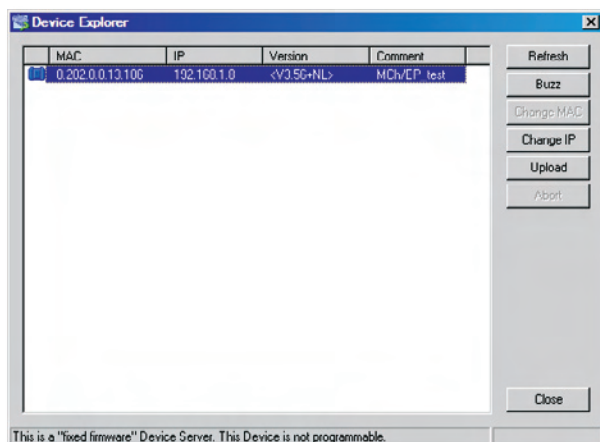 Device Explorer
MAC IP Version Comment
0.202.0.0.13.106 192.168.1.0 <V3.56+NL> MCh/EP test
Refresh
Buzz
Change MAC
Change IP
Upload
Abort
Close
This is a "fixed firmware" Device Server. This Device is not programmable.